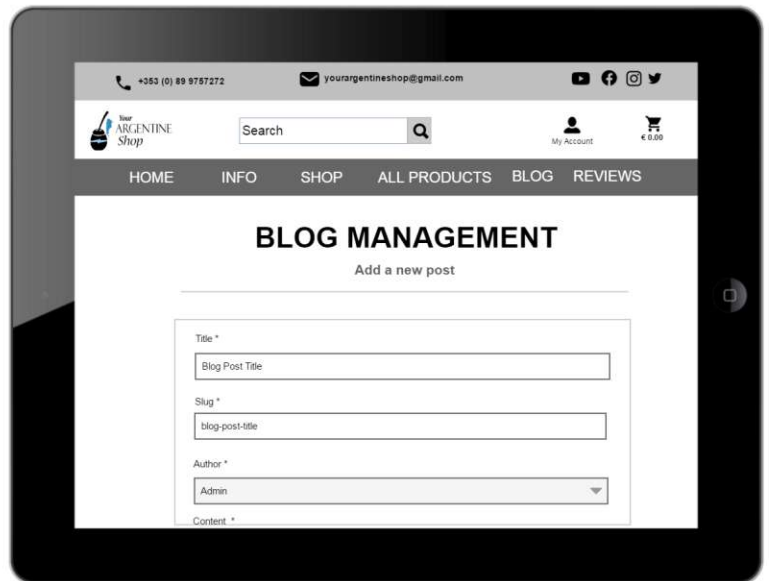 +353 (0) 89 9757272
yourargentineshop@gmail.com
Your
ARGENTINE
Shop
Search
My Account
€ 0.00
HOME INFO SHOP ALL PRODUCTS BLOG REVIEWS
BLOG MANAGEMENT
Add a new post
Title *
Blog Post Title
Slug *
blog-post-title
Author *
Admin
Content *